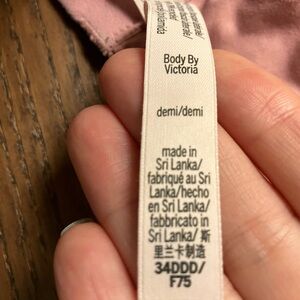 Body By
Victoria
demi/demi
made in
Sri Lanka/
fabriqué au Sri
Lanka/hecho
en Sri Lanka/
fabbricato in
Sri Lanka/ 斯
里兰卡制造
34DDD/
F75